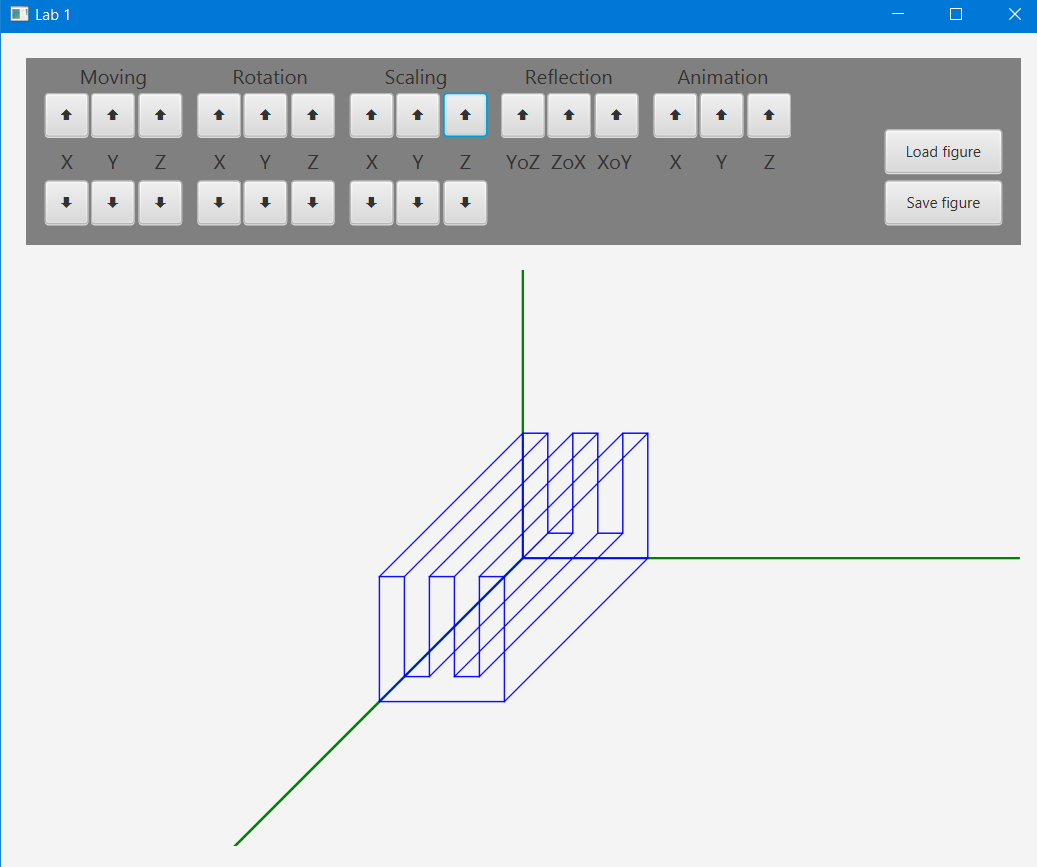 Lab 1
Moving Rotation Scaling Reflection Animation
X Y Z X Y Z X Y Z YoZ ZoX XoY X Y Z
Load figure
Save figure